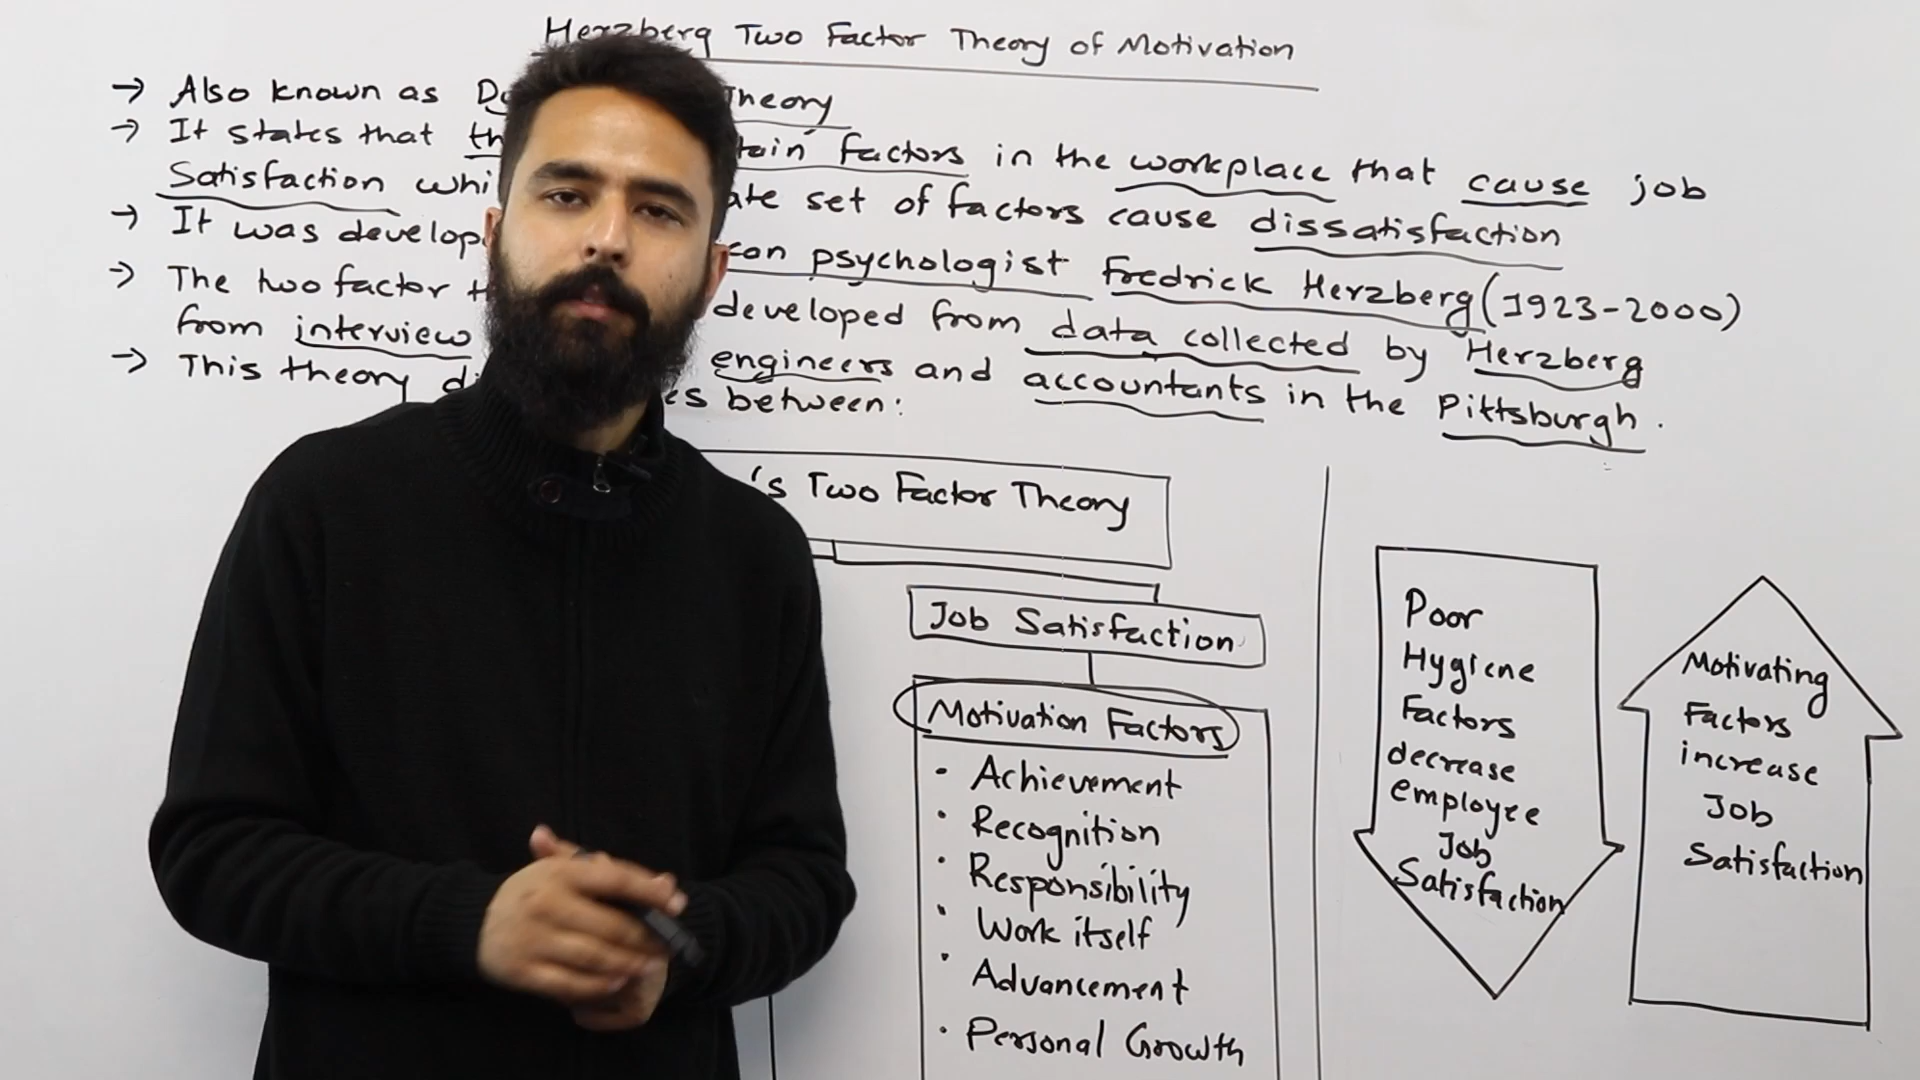 Herzberg Two Factor Theory of Motivation
→ Also known as Theory
→ It states that factors in the workplace that cause job
Satisfaction set of factors cause dissatisfaction
→ It was psychologist Fredrick Herzberg (1923-2000)
→ The two factor developed from data collected by Herzberg
from interview engineers and accountants in the Pittsburgh.
→ This theory between:
's Two Factor Theory
Job Satisfaction
Motivation Factors
• Achievement
• Recognition
• Responsibility
• Work itself
• Advancement
• Personal Growth
Poor
Hygiene
Factors
decrease
employee
Job
Satisfaction
Motivating
Factors
increase
Job
Satisfaction